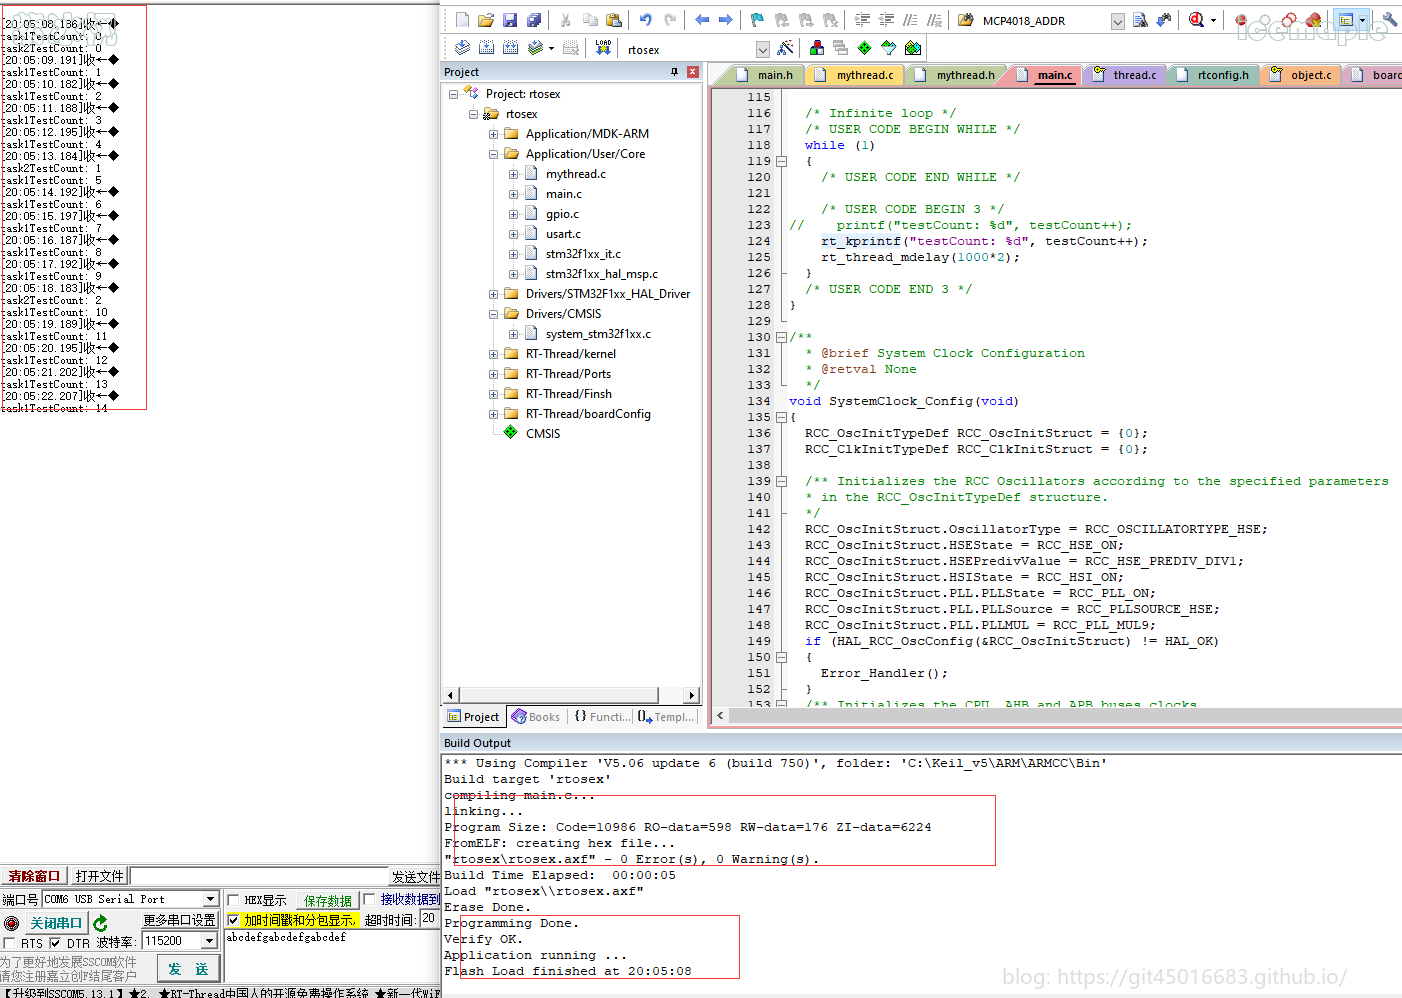 [20:05:08.186]收←◆
task1TestCount: 0
task2TestCount: 0
[20:05:09.191]收←◆
task1TestCount: 1
[20:05:10.182]收←◆
task1TestCount: 2
[20:05:11.188]收←◆
task1TestCount: 3
[20:05:12.195]收←◆
task1TestCount: 4
[20:05:13.184]收←◆
task2TestCount: 1
task1TestCount: 5
[20:05:14.192]收←◆
task1TestCount: 6
[20:05:15.197]收←◆
task1TestCount: 7
[20:05:16.187]收←◆
task1TestCount: 8
[20:05:17.192]收←◆
task1TestCount: 9
[20:05:18.183]收←◆
task2TestCount: 2
task1TestCount: 10
[20:05:19.189]收←◆
task1TestCount: 11
[20:05:20.195]收←◆
task1TestCount: 12
[20:05:21.202]收←◆
task1TestCount: 13
[20:05:22.207]收←◆
task1TestCount: 14
清除窗口 打开文件 发送文件
端口号 COM6 USB Serial Port HEX显示 保存数据 接收数据到
关闭串口 更多串口设置 加时间戳和分包显示, 超时时间: 20
RTS DTR 波特率: 115200 abcdefgabcdefgabcdef
为了更好地发展SSCOM软件
请您注册嘉立创F结尾客户
发 送
【升级到SSCOM5.13.1】★2. ★RT-Thread中国人的开源免费操作系统 ★新一代WiF
MCP4018_ADDR
icemaple
LOAD rtosex
Project
Project: rtosex
rtosex
Application/MDK-ARM
Application/User/Core
mythread.c
main.c
gpio.c
usart.c
stm32f1xx_it.c
stm32f1xx_hal_msp.c
Drivers/STM32F1xx_HAL_Driver
Drivers/CMSIS
system_stm32f1xx.c
RT-Thread/kernel
RT-Thread/Ports
RT-Thread/Finsh
RT-Thread/boardConfig
CMSIS
Project Books {} Functi... {} Templ...
main.h mythread.c mythread.h main.c thread.c rtconfig.h object.c board
115
116 /* Infinite loop */
117 /* USER CODE BEGIN WHILE */
118 while (1)
119 {
120 /* USER CODE END WHILE */
121
122 /* USER CODE BEGIN 3 */
123 // printf("testCount: %d", testCount++);
124 rt_kprintf("testCount: %d", testCount++);
125 rt_thread_mdelay(1000*2);
126 }
127 /* USER CODE END 3 */
128 }
129
130 /**
131 * @brief System Clock Configuration
132 * @retval None
133 */
134 void SystemClock_Config(void)
135 {
136 RCC_OscInitTypeDef RCC_OscInitStruct = {0};
137 RCC_ClkInitTypeDef RCC_ClkInitStruct = {0};
138
139 /** Initializes the RCC Oscillators according to the specified parameters
140 * in the RCC_OscInitTypeDef structure.
141 */
142 RCC_OscInitStruct.OscillatorType = RCC_OSCILLATORTYPE_HSE;
143 RCC_OscInitStruct.HSEState = RCC_HSE_ON;
144 RCC_OscInitStruct.HSEPredivValue = RCC_HSE_PREDIV_DIV1;
145 RCC_OscInitStruct.HSIState = RCC_HSI_ON;
146 RCC_OscInitStruct.PLL.PLLState = RCC_PLL_ON;
147 RCC_OscInitStruct.PLL.PLLSource = RCC_PLLSOURCE_HSE;
148 RCC_OscInitStruct.PLL.PLLMUL = RCC_PLL_MUL9;
149 if (HAL_RCC_OscConfig(&RCC_OscInitStruct) != HAL_OK)
150 {
151 Error_Handler();
152 }
153 /** Initializes the CPU, AHB and APB buses clocks
Build Output
*** Using Compiler 'V5.06 update 6 (build 750)', folder: 'C:\Keil_v5\ARM\ARMCC\Bin'
Build target 'rtosex'
compiling main.c...
linking...
Program Size: Code=10986 RO-data=598 RW-data=176 ZI-data=6224
FromELF: creating hex file...
"rtosex\rtosex.axf" - 0 Error(s), 0 Warning(s).
Build Time Elapsed:  00:00:05
Load "rtosex\\rtosex.axf"
Erase Done.
Programming Done.
Verify OK.
Application running ...
Flash Load finished at 20:05:08
blog: https://git45016683.github.io/